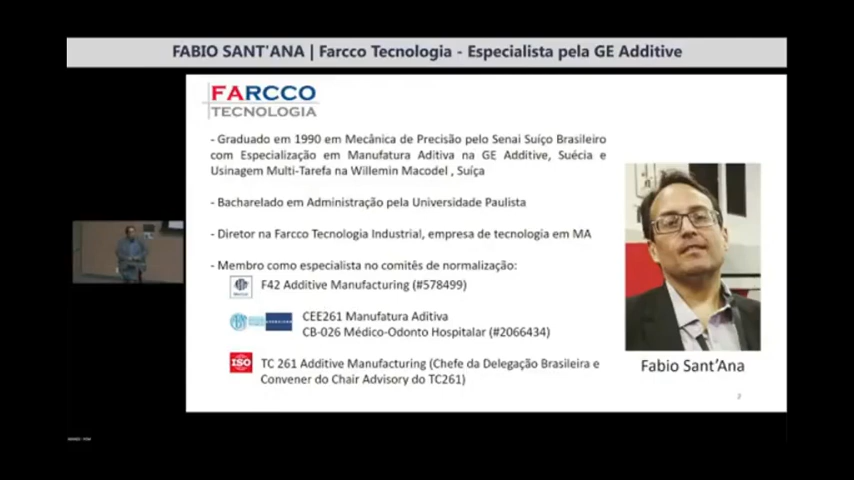 FABIO SANT'ANA | Farcco Tecnologia - Especialista pela GE Additive
FARCCO
TECNOLOGIA
- Graduado em 1990 em Mecânica de Precisão pelo Senai Suíço Brasileiro
com Especialização em Manufatura Aditiva na GE Additive, Suécia e
Usinagem Multi-Tarefa na Willemin Macodel , Suíça
- Bacharelado em Administração pela Universidade Paulista
- Diretor na Farcco Tecnologia Industrial, empresa de tecnologia em MA
- Membro como especialista no comitês de normalização:
F42 Additive Manufacturing (#578499)
CEE261 Manufatura Aditiva
CB-026 Médico-Odonto Hospitalar (#2066434)
ISO
TC 261 Additive Manufacturing (Chefe da Delegação Brasileira e
Convener do Chair Advisory do TC261)
Fabio Sant'Ana
2